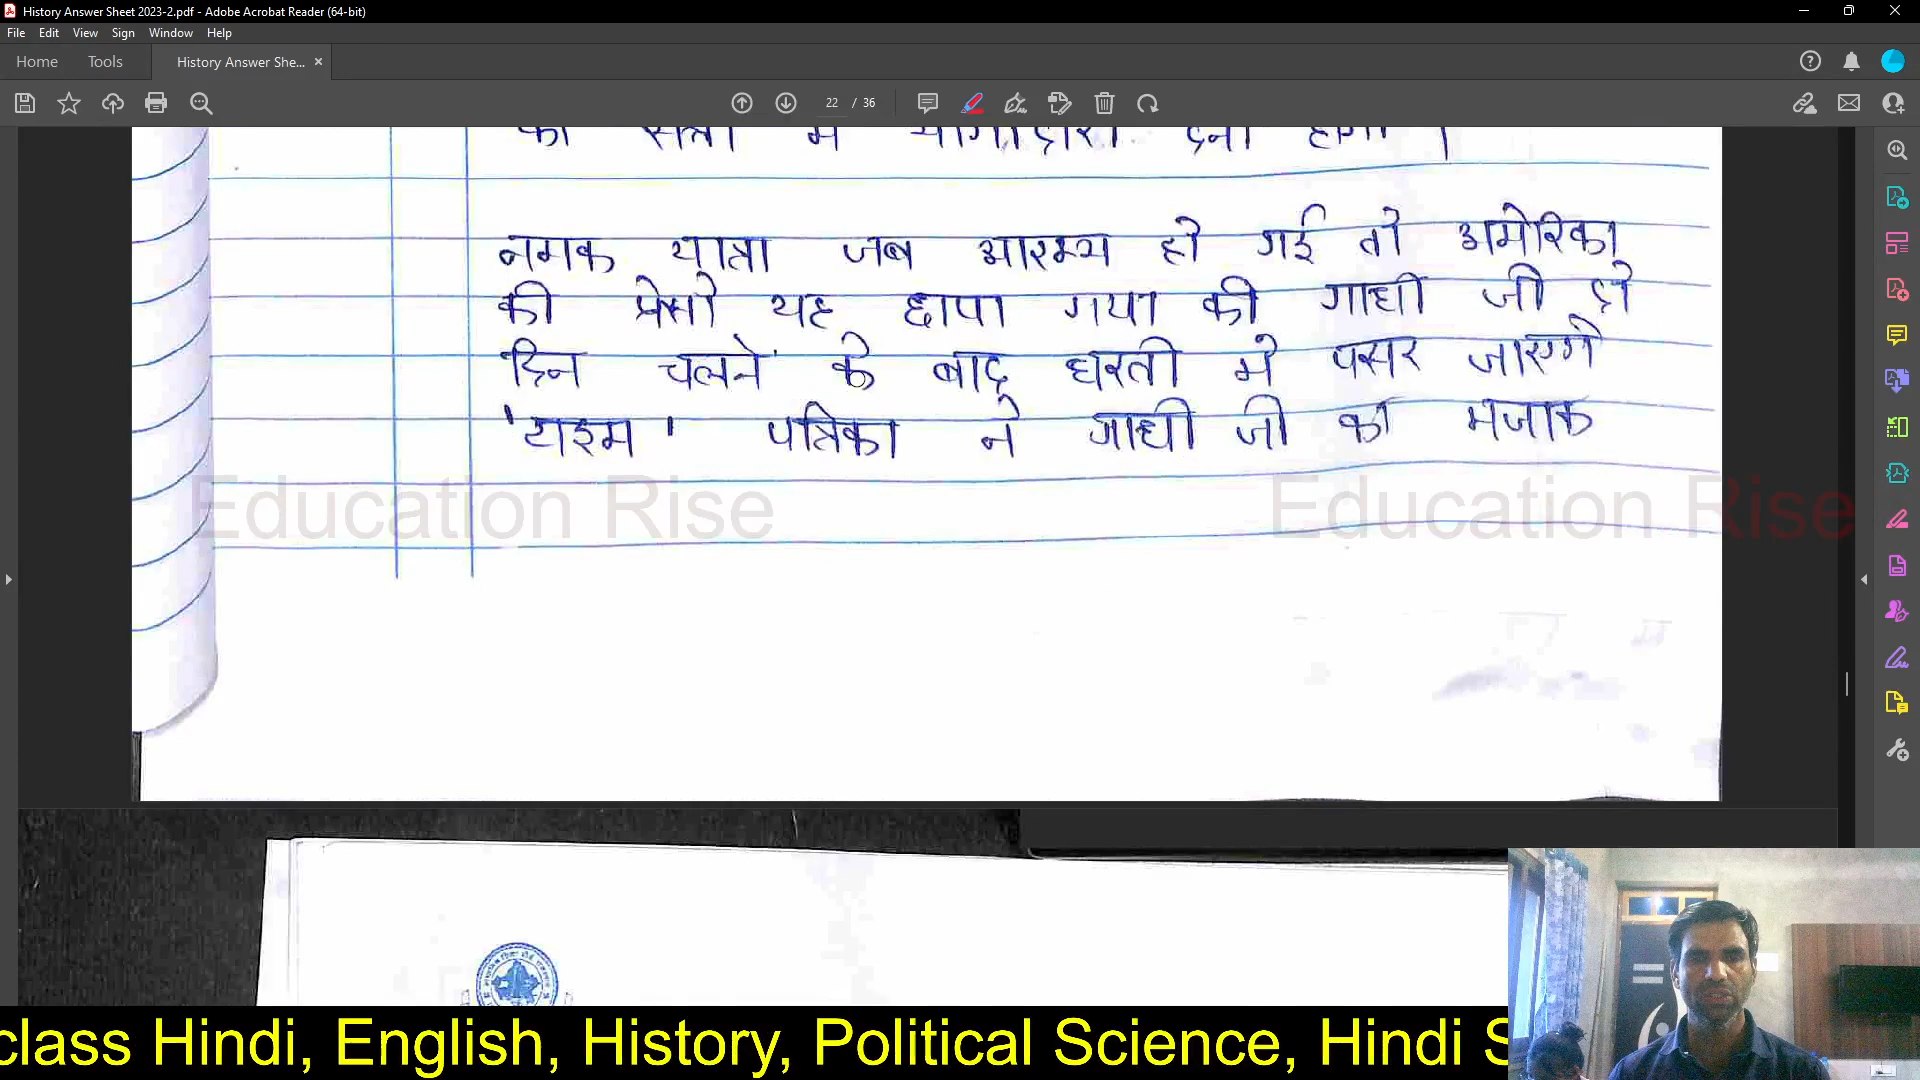 History Answer Sheet 2023-2.pdf - Adobe Acrobat Reader (64-bit)
File Edit View Sign Window Help
Home Tools History Answer She... ×
22 / 36
में देना होगा।
नमक यात्रा जब आरम्भ हो गई तो अमेरिका
की प्रेसो यह छापा गया की गाधी जी दो
दिन चलने के बाद धरती मे पसर जाएगे
'टाइम' पत्रिका ने गाधी जी का मजाक
Education Rise Education Rise
class Hindi, English, History, Political Science, Hindi S